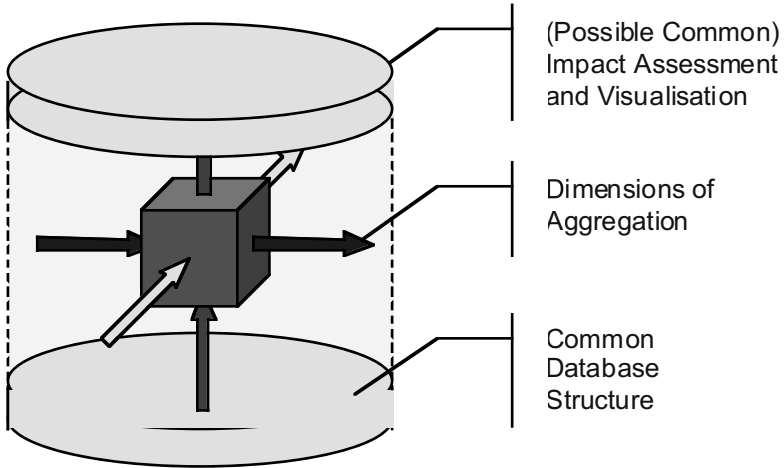 (Possible Common)
Impact Assessment
and Visualisation
Dimensions of
Aggregation
Common
Database
Structure